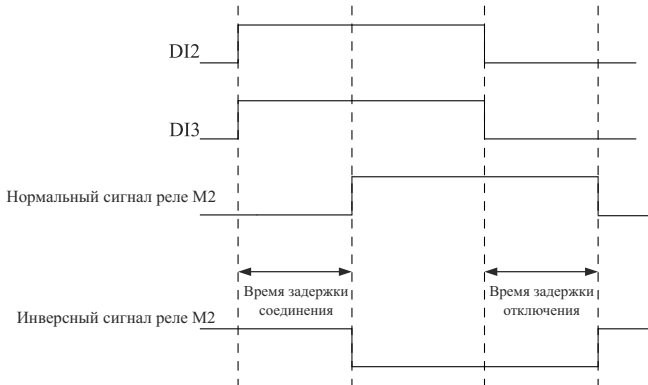 DI2
DI3
Нормальный сигнал реле M2
Время задержки
соединения
Время задержки
отключения
Инверсный сигнал реле M2